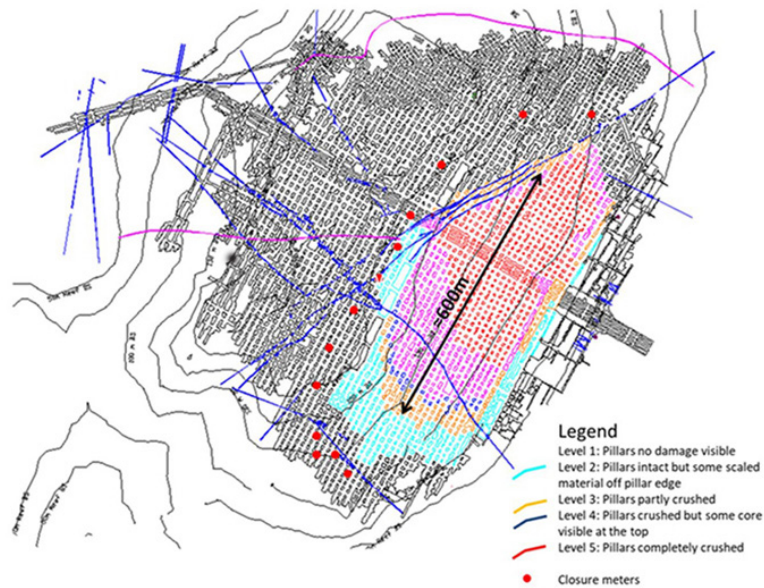 ≈600m
Legend
Level 1: Pillars no damage visible
Level 2: Pillars intact but some scaled
material off pillar edge
Level 3: Pillars partly crushed
Level 4: Pillars crushed but some core
visible at the top
Level 5: Pillars completely crushed
Closure meters